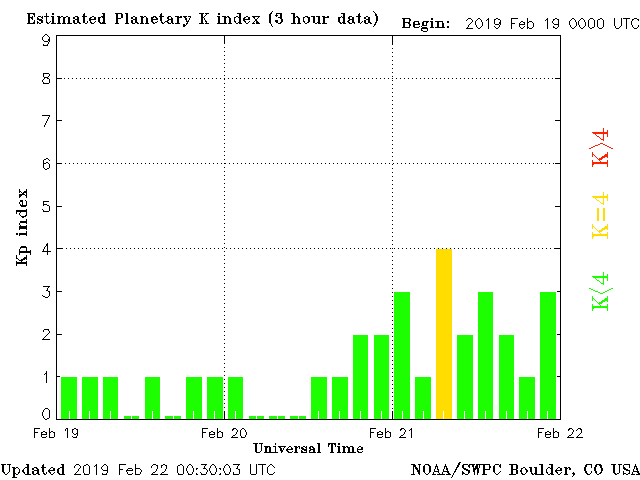 Estimated Planetary K index (3 hour data)
Begin: 2019 Feb 19 0000 UTC
9
8
7
6
5
4
3
2
1
0
Kp index
K>4
K=4
K<4
Feb 19
Feb 20
Feb 21
Feb 22
Universal Time
Updated 2019 Feb 22 00:30:03 UTC
NOAA/SWPC Boulder, CO USA